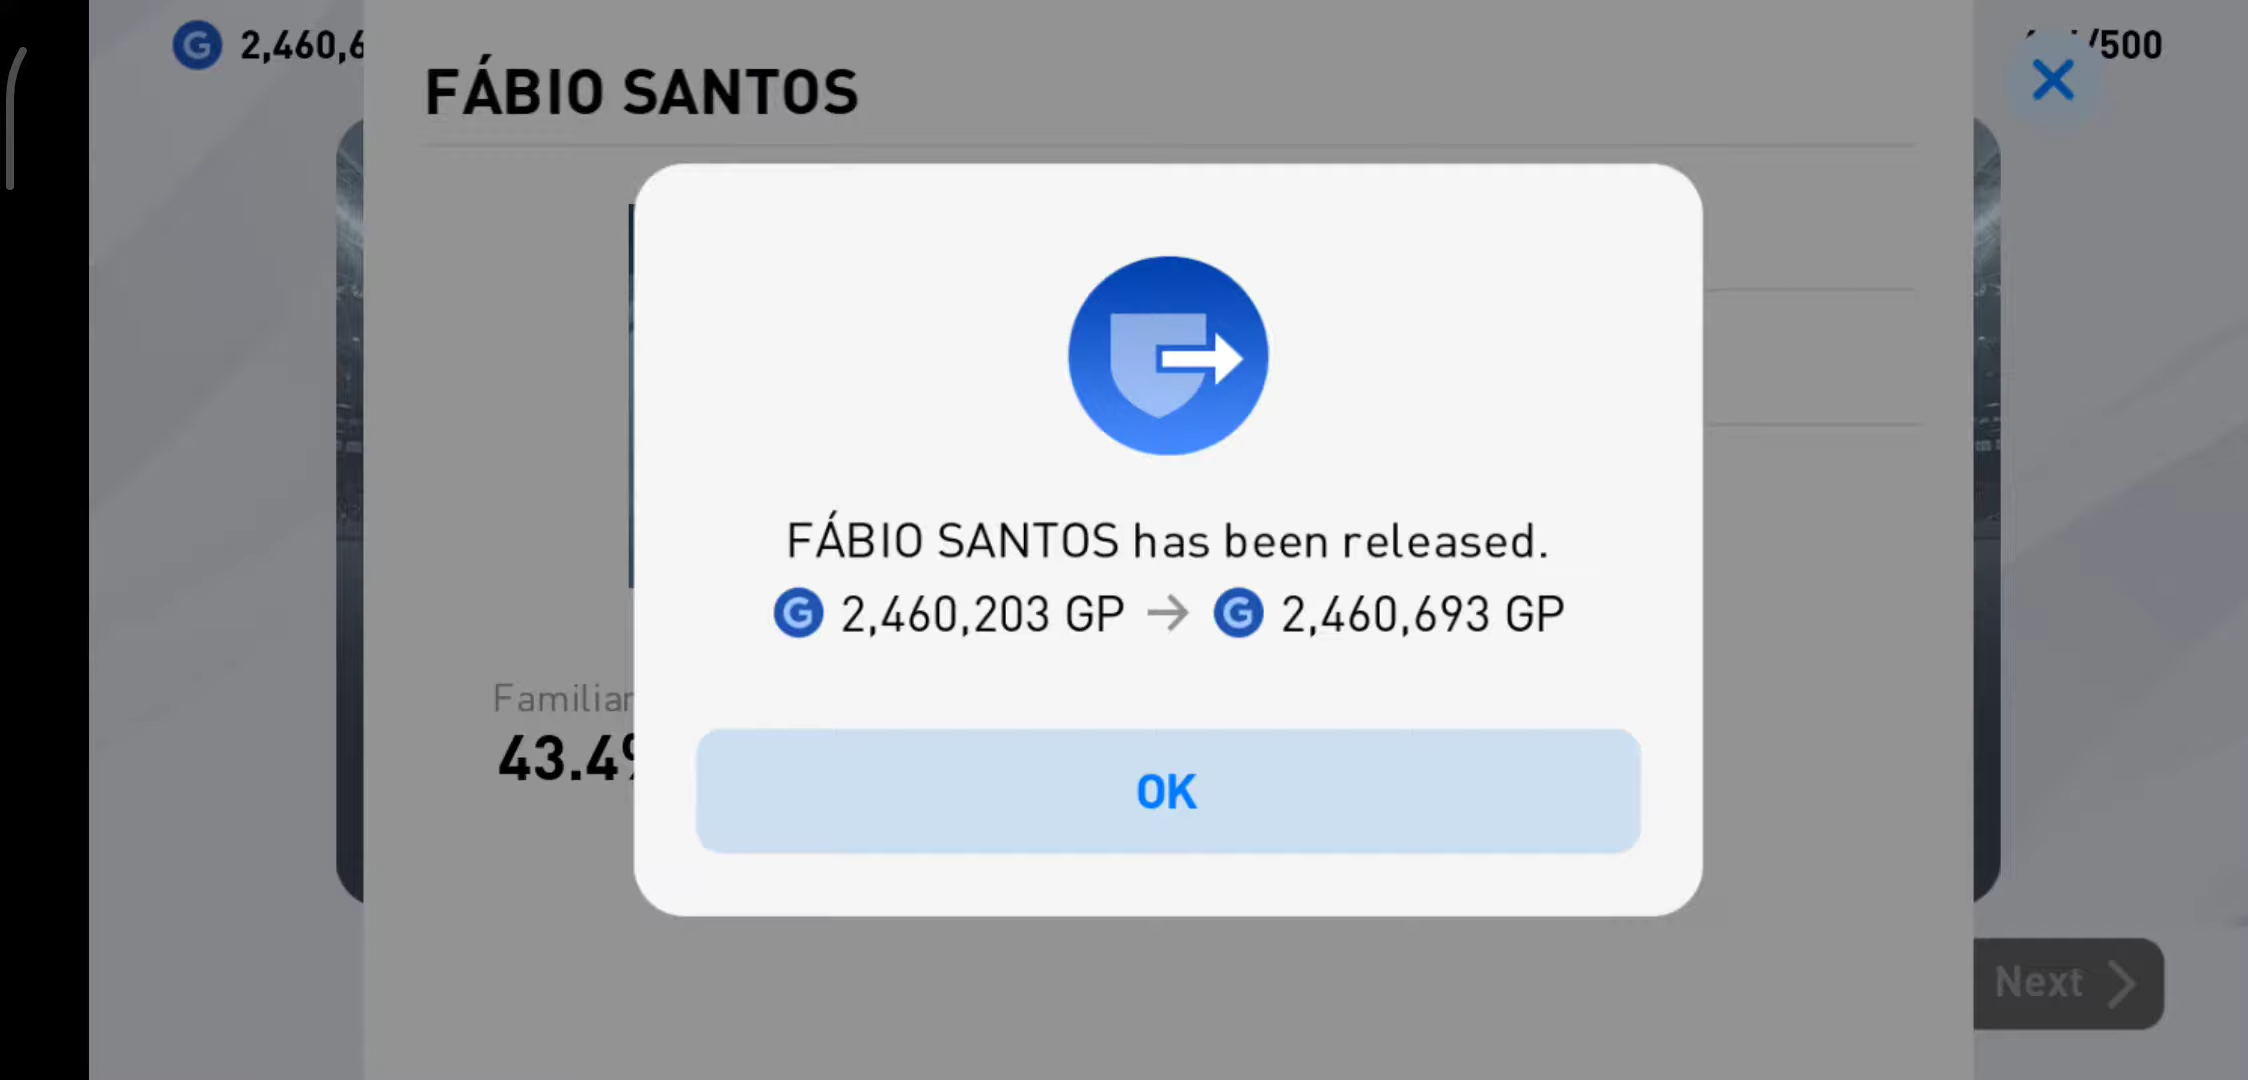 2,460,6
/500
FÁBIO SANTOS
FÁBIO SANTOS has been released.
G 2,460,203 GP → G 2,460,693 GP
Familiar
43.4
OK
Next